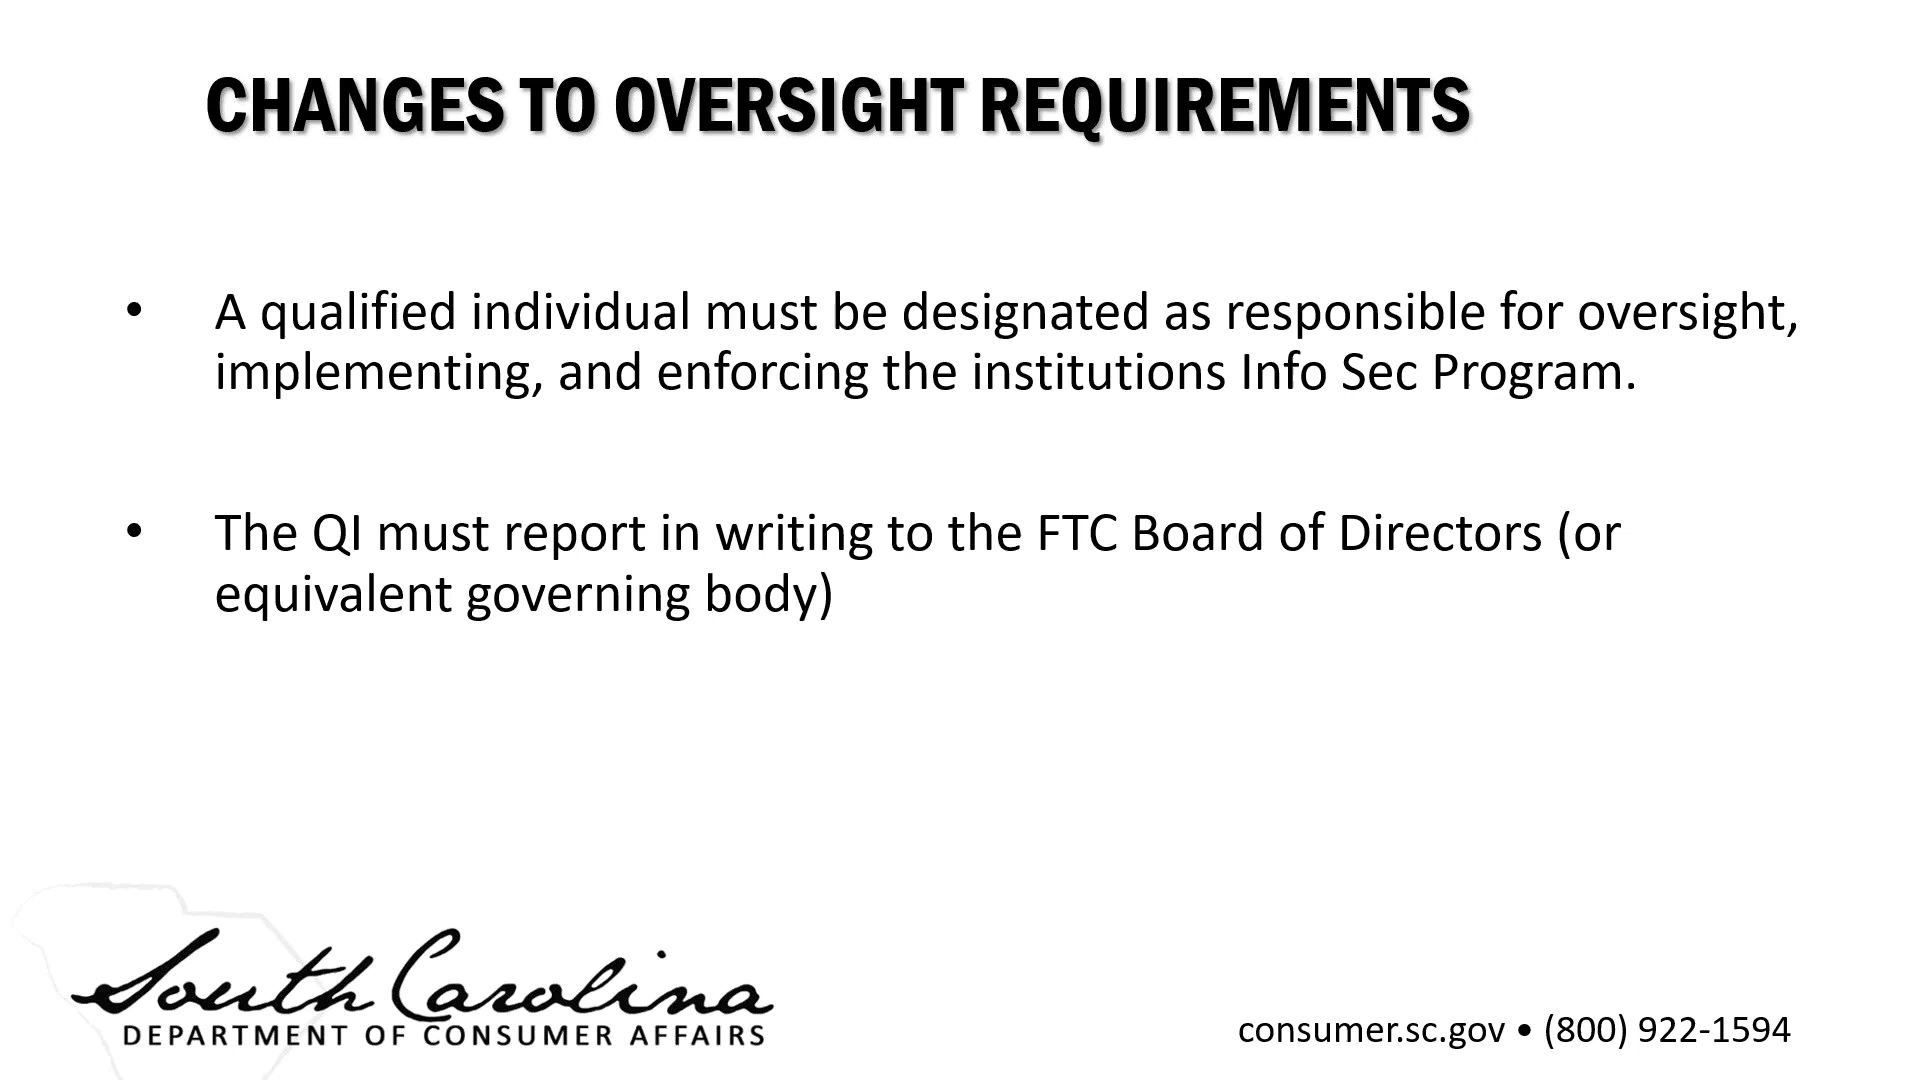 CHANGES TO OVERSIGHT REQUIREMENTS
• A qualified individual must be designated as responsible for oversight,
implementing, and enforcing the institutions Info Sec Program.
• The QI must report in writing to the FTC Board of Directors (or
equivalent governing body)
South Carolina
DEPARTMENT OF CONSUMER AFFAIRS
consumer.sc.gov • (800) 922-1594